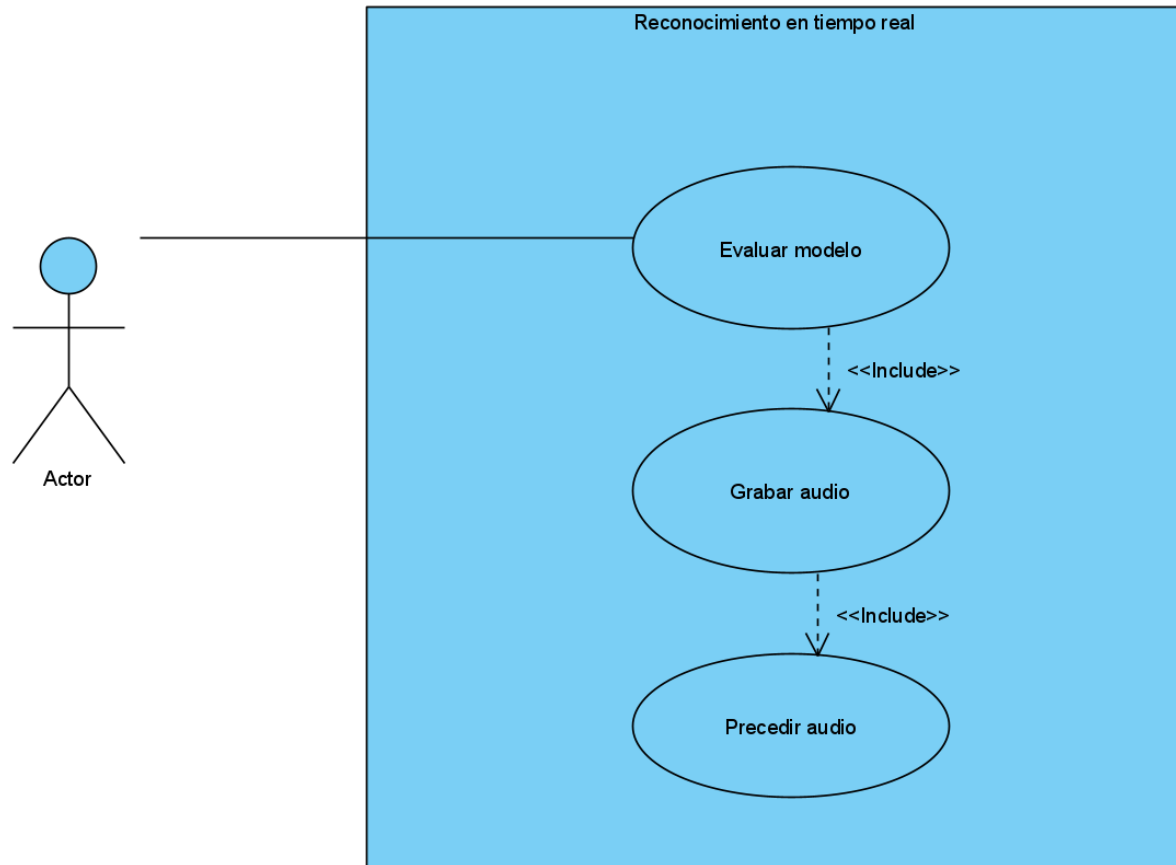 Reconocimiento en tiempo real
Evaluar modelo
<<Include>>
Grabar audio
Actor
<<Include>>
Precedir audio